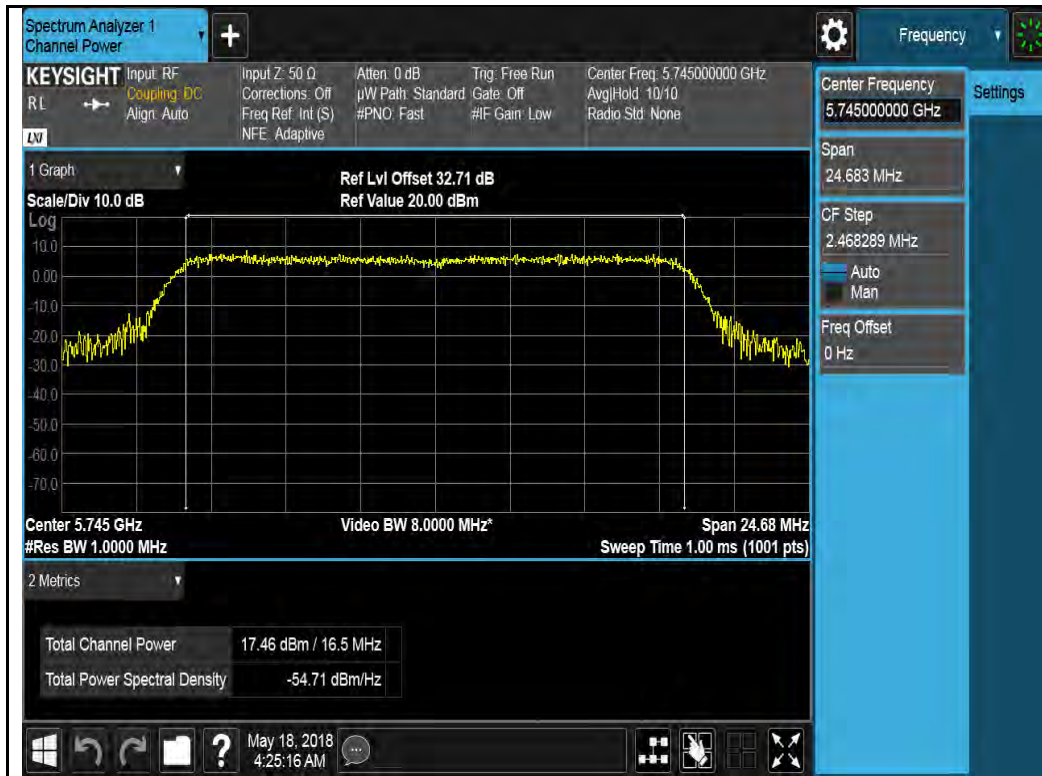 Spectrum Analyzer 1
Channel Power
+
Frequency
KEYSIGHT
RL
LXI
Input: RF
Coupling: DC
Align: Auto
Input Z: 50 Ω
Corrections: Off
Freq Ref: Int (S)
NFE: Adaptive
Atten: 0 dB
µW Path: Standard
#PNO: Fast
Trig: Free Run
Gate: Off
#IF Gain: Low
Center Freq: 5.745000000 GHz
Avg|Hold: 10/10
Radio Std: None
Center Frequency
5.745000000 GHz
Settings
Span
24.683 MHz
CF Step
2.468289 MHz
Auto
Man
Freq Offset
0 Hz
1 Graph
Scale/Div 10.0 dB
Ref Lvl Offset 32.71 dB
Ref Value 20.00 dBm
Log
10.0
0.00
-10.0
-20.0
-30.0
-40.0
-50.0
-60.0
-70.0
Center 5.745 GHz
Video BW 8.0000 MHz*
Span 24.68 MHz
#Res BW 1.0000 MHz
Sweep Time 1.00 ms (1001 pts)
2 Metrics
Total Channel Power 17.46 dBm / 16.5 MHz
Total Power Spectral Density -54.71 dBm/Hz
?
May 18, 2018
4:25:16 AM